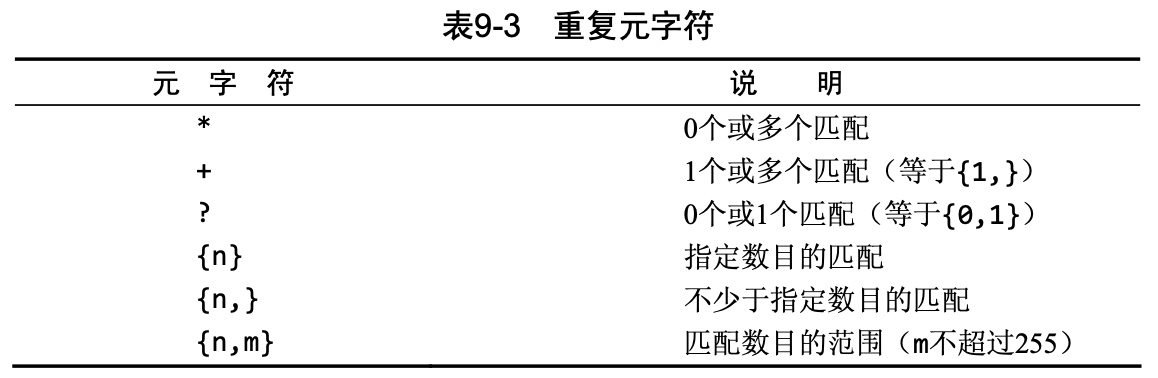 表9-3 重复元字符
元 字 符 说 明
* 0个或多个匹配
+ 1个或多个匹配（等于{1,}）
? 0个或1个匹配（等于{0,1}）
{n} 指定数目的匹配
{n,} 不少于指定数目的匹配
{n,m} 匹配数目的范围（m不超过255）